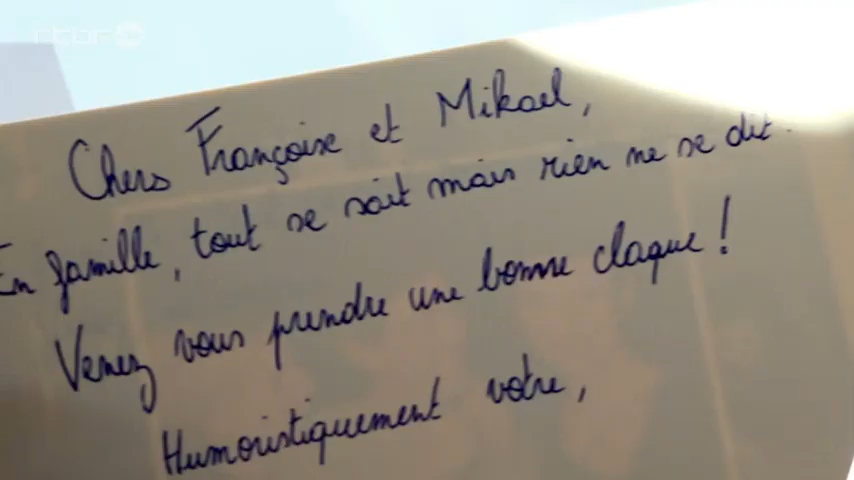 rtbf
Chers Françoise et Mikael,
En famille, tout se sait mais rien ne se dit.
Venez vous prendre une bonne claque !
Humoristiquement votre,